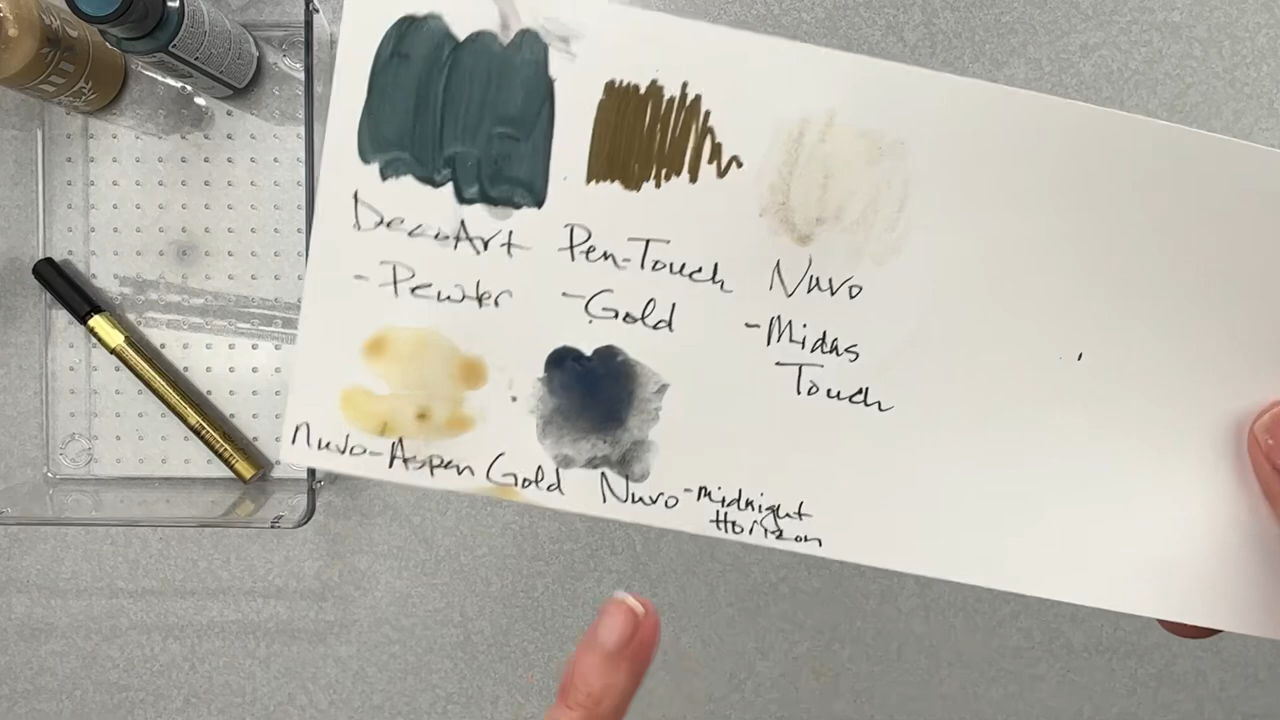 DecoArt
-Pewter
Pen-Touch
-Gold
Nuvo
-Midas
Touch
Nuvo-Aspen Gold
Nuvo-Midnight
Horizon